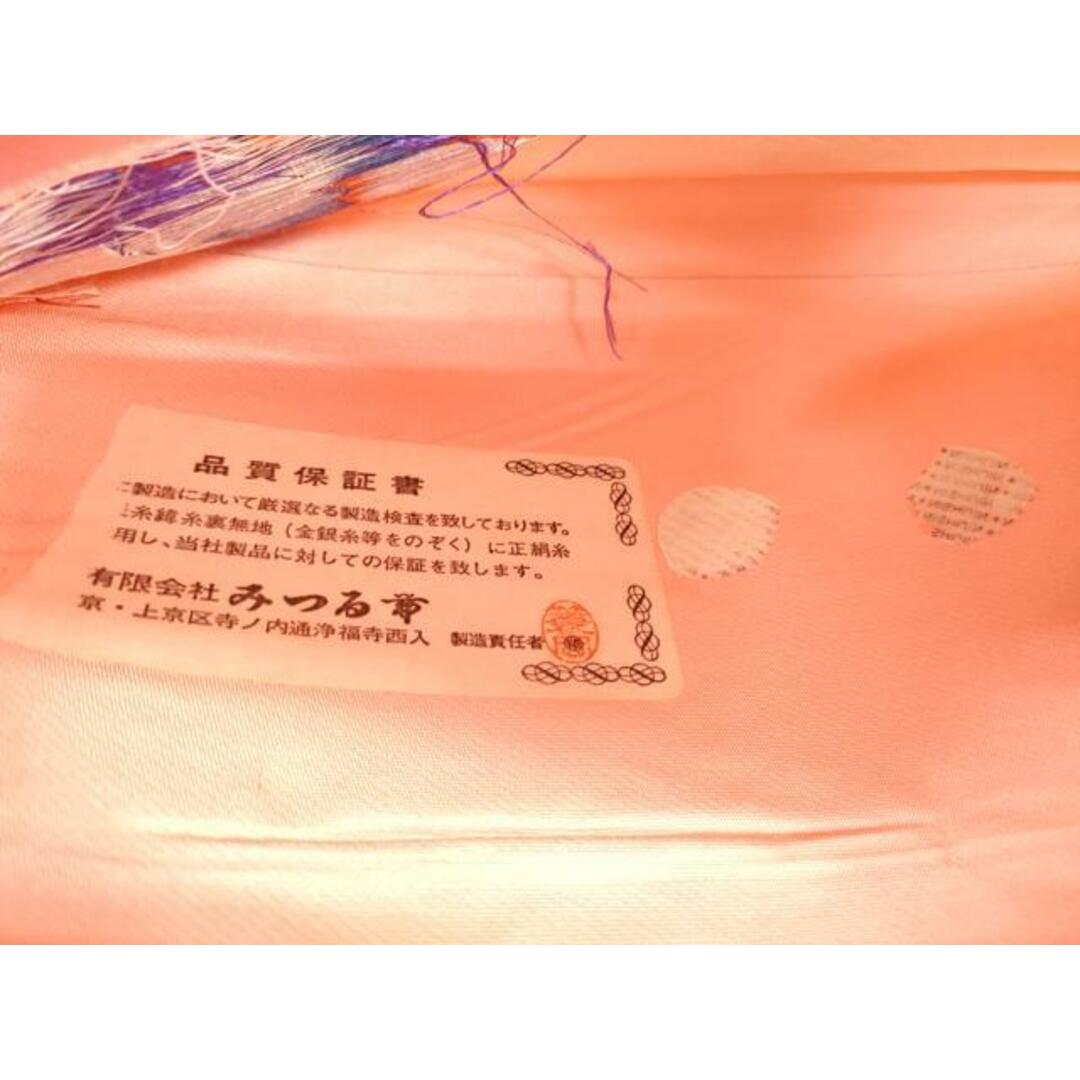 品質保証書
に製造において厳選なる製造検査を致しております。
糸緯糸裏無地（金銀糸等をのぞく）に正絹糸
用し、当社製品に対しての保証を致します。
有限会社 みつる
京・上京区寺ノ内通浄福寺西入 製造責任者